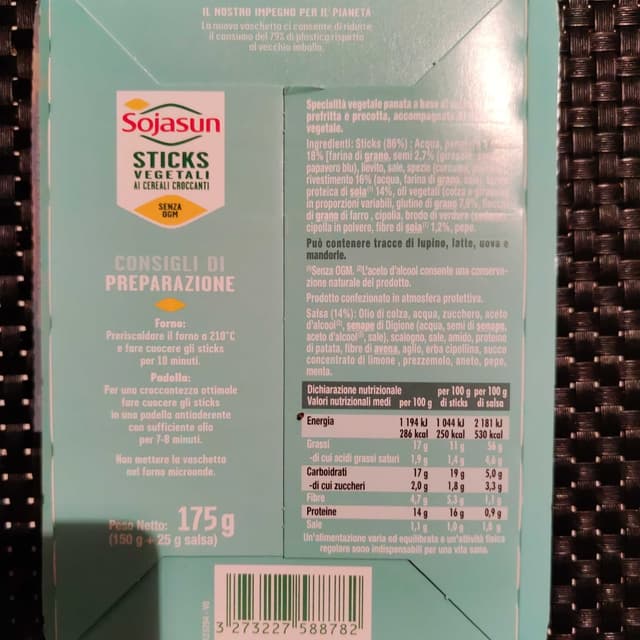 IL NOSTRO IMPEGNO PER IL PIANETA
La nuova vaschetta ci consente di ridurre
il consumo del 79% di plastica rispetto
al vecchio imballo.
Sojasun
STICKS
VEGETALI
AI CEREALI CROCCANTI
SENZA
OGM
CONSIGLI DI
PREPARAZIONE
Forno:
Preriscaldare il forno a 210°C
e fare cuocere gli sticks
per 10 minuti.
Padella:
Per una croccantezza ottimale
fare cuocere gli sticks
in una padella antiaderente
con sufficiente olio
per 7-8 minuti.
Non mettere la vaschetta
nel forno microonde.
Peso Netto: 175g
(150 g + 25 g salsa)
Specialità vegetale panata a base di
prefritta e precotta, accompagnata
vegetale.
Ingredienti: Sticks (86%): Acqua,
18% [farina di grano, semi 2,7%
papavero blu), lievito, sale, spezie
rivestimento 16% (acqua, farina di grano,
proteica di soia⁽¹⁾ 14%, oli vegetali (colza
in proporzioni variabili, glutine di grano 7,9%,
di grano di farro, cipolla, brodo di verdure
cipolla in polvere, fibre di soia⁽¹⁾ 1,2%, pepe.
Può contenere tracce di lupino, latte, uova e
mandorle.
⁽¹⁾Senza OGM. ⁽²⁾L'aceto d'alcool consente una conserva-
zione naturale del prodotto.
Prodotto confezionato in atmosfera protettiva.
Salsa (14%): Olio di colza, acqua, zucchero, aceto
d'alcool⁽²⁾, senape di Digione (acqua, semi di senape,
aceto d'alcool⁽²⁾, sale), scalogno, sale, amido, proteine
di patata, fibre di avena, aglio, erba cipollina, succo
concentrato di limone, prezzemolo, aneto, pepe,
menta.
Dichiarazione nutrizionale per 100 g per 100 g
Valori nutrizionali medi per 100 g di sticks di salsa
Energia 1 194 kJ 1 044 kJ 2 181 kJ
286 kcal 250 kcal 530 kcal
Grassi 17 g 11 g 56 g
-di cui acidi grassi saturi 1,9 g 1,4 g 4,6 g
Carboidrati 17 g 19 g 5,0 g
-di cui zuccheri 2,0 g 1,8 g 3,3 g
Fibre 4,7 g 5,3 g 1,1 g
Proteine 14 g 16 g 0,9 g
Sale 1,1 g 1,0 g 1,8 g
Un'alimentazione varia ed equilibrata e un'attività fisica
regolare sono indispensabili per una vita sana.
3 273227 588782